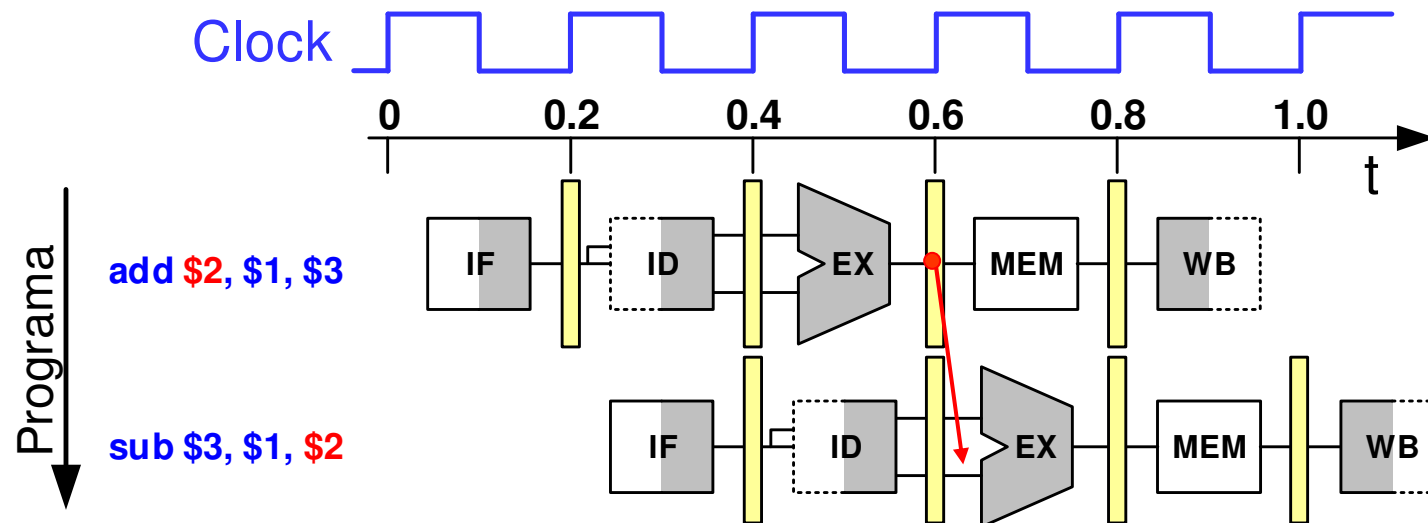 Clock
0 0.2 0.4 0.6 0.8 1.0
t
Programa
add $2, $1, $3
IF ID EX MEM WB
sub $3, $1, $2
IF ID EX MEM WB